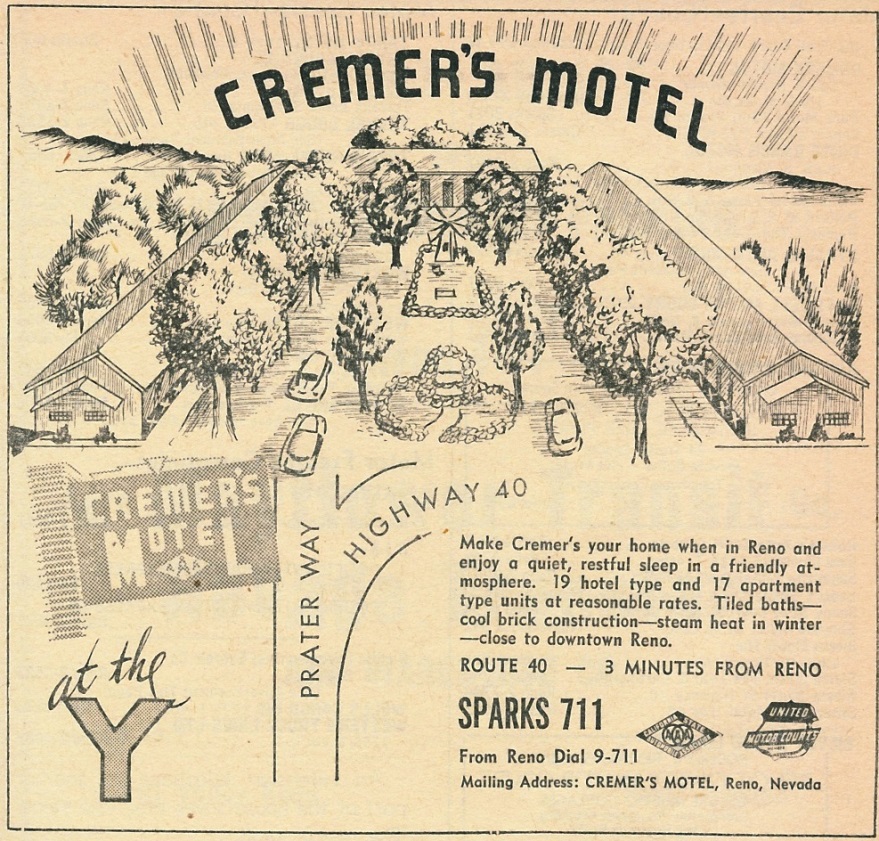 CREMER'S MOTEL
CREMER'S
MOTEL
AAA
at the
Y
PRATER WAY
HIGHWAY 40
Make Cremer's your home when in Reno and
enjoy a quiet, restful sleep in a friendly at-
mosphere. 19 hotel type and 17 apartment
type units at reasonable rates. Tiled baths—
cool brick construction—steam heat in winter
—close to downtown Reno.
ROUTE 40 — 3 MINUTES FROM RENO
SPARKS 711
From Reno Dial 9-711
Mailing Address: CREMER'S MOTEL, Reno, Nevada
AAA
UNITED
MOTOR COURTS